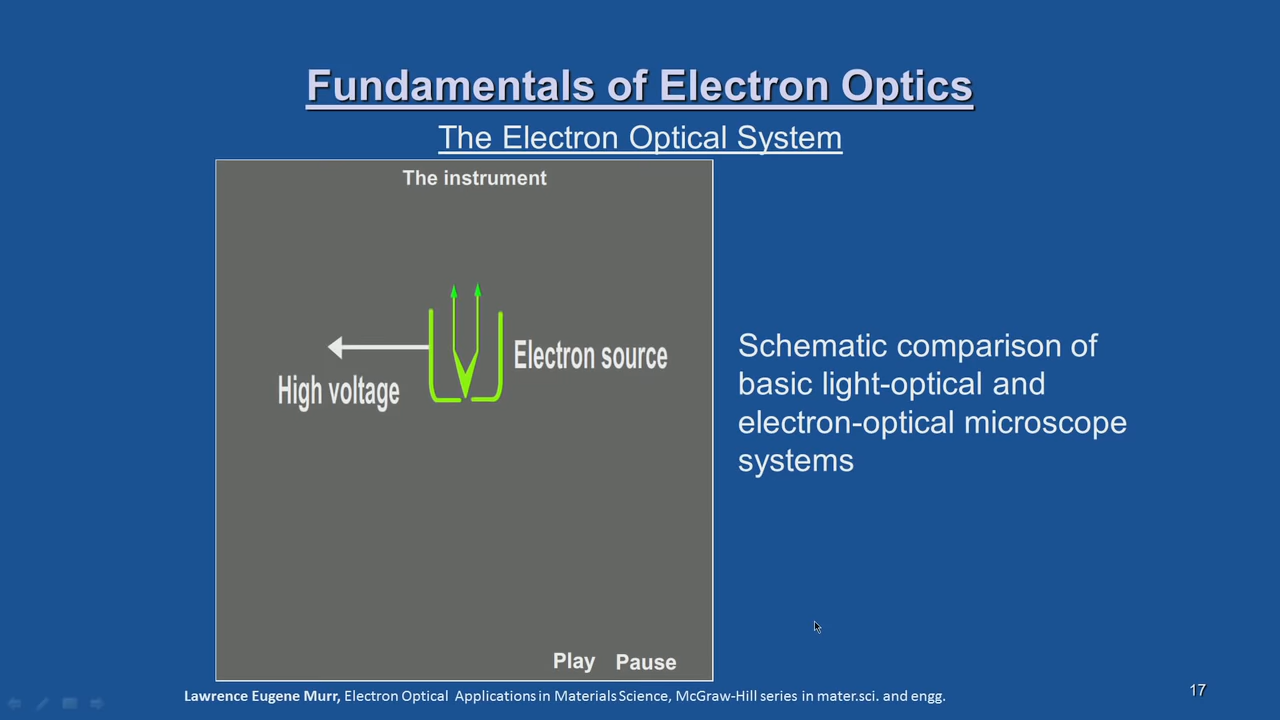 Fundamentals of Electron Optics
The Electron Optical System
The instrument
Electron source
High voltage
Schematic comparison of
basic light-optical and
electron-optical microscope
systems
Play Pause
Lawrence Eugene Murr, Electron Optical Applications in Materials Science, McGraw-Hill series in mater.sci. and engg.
17